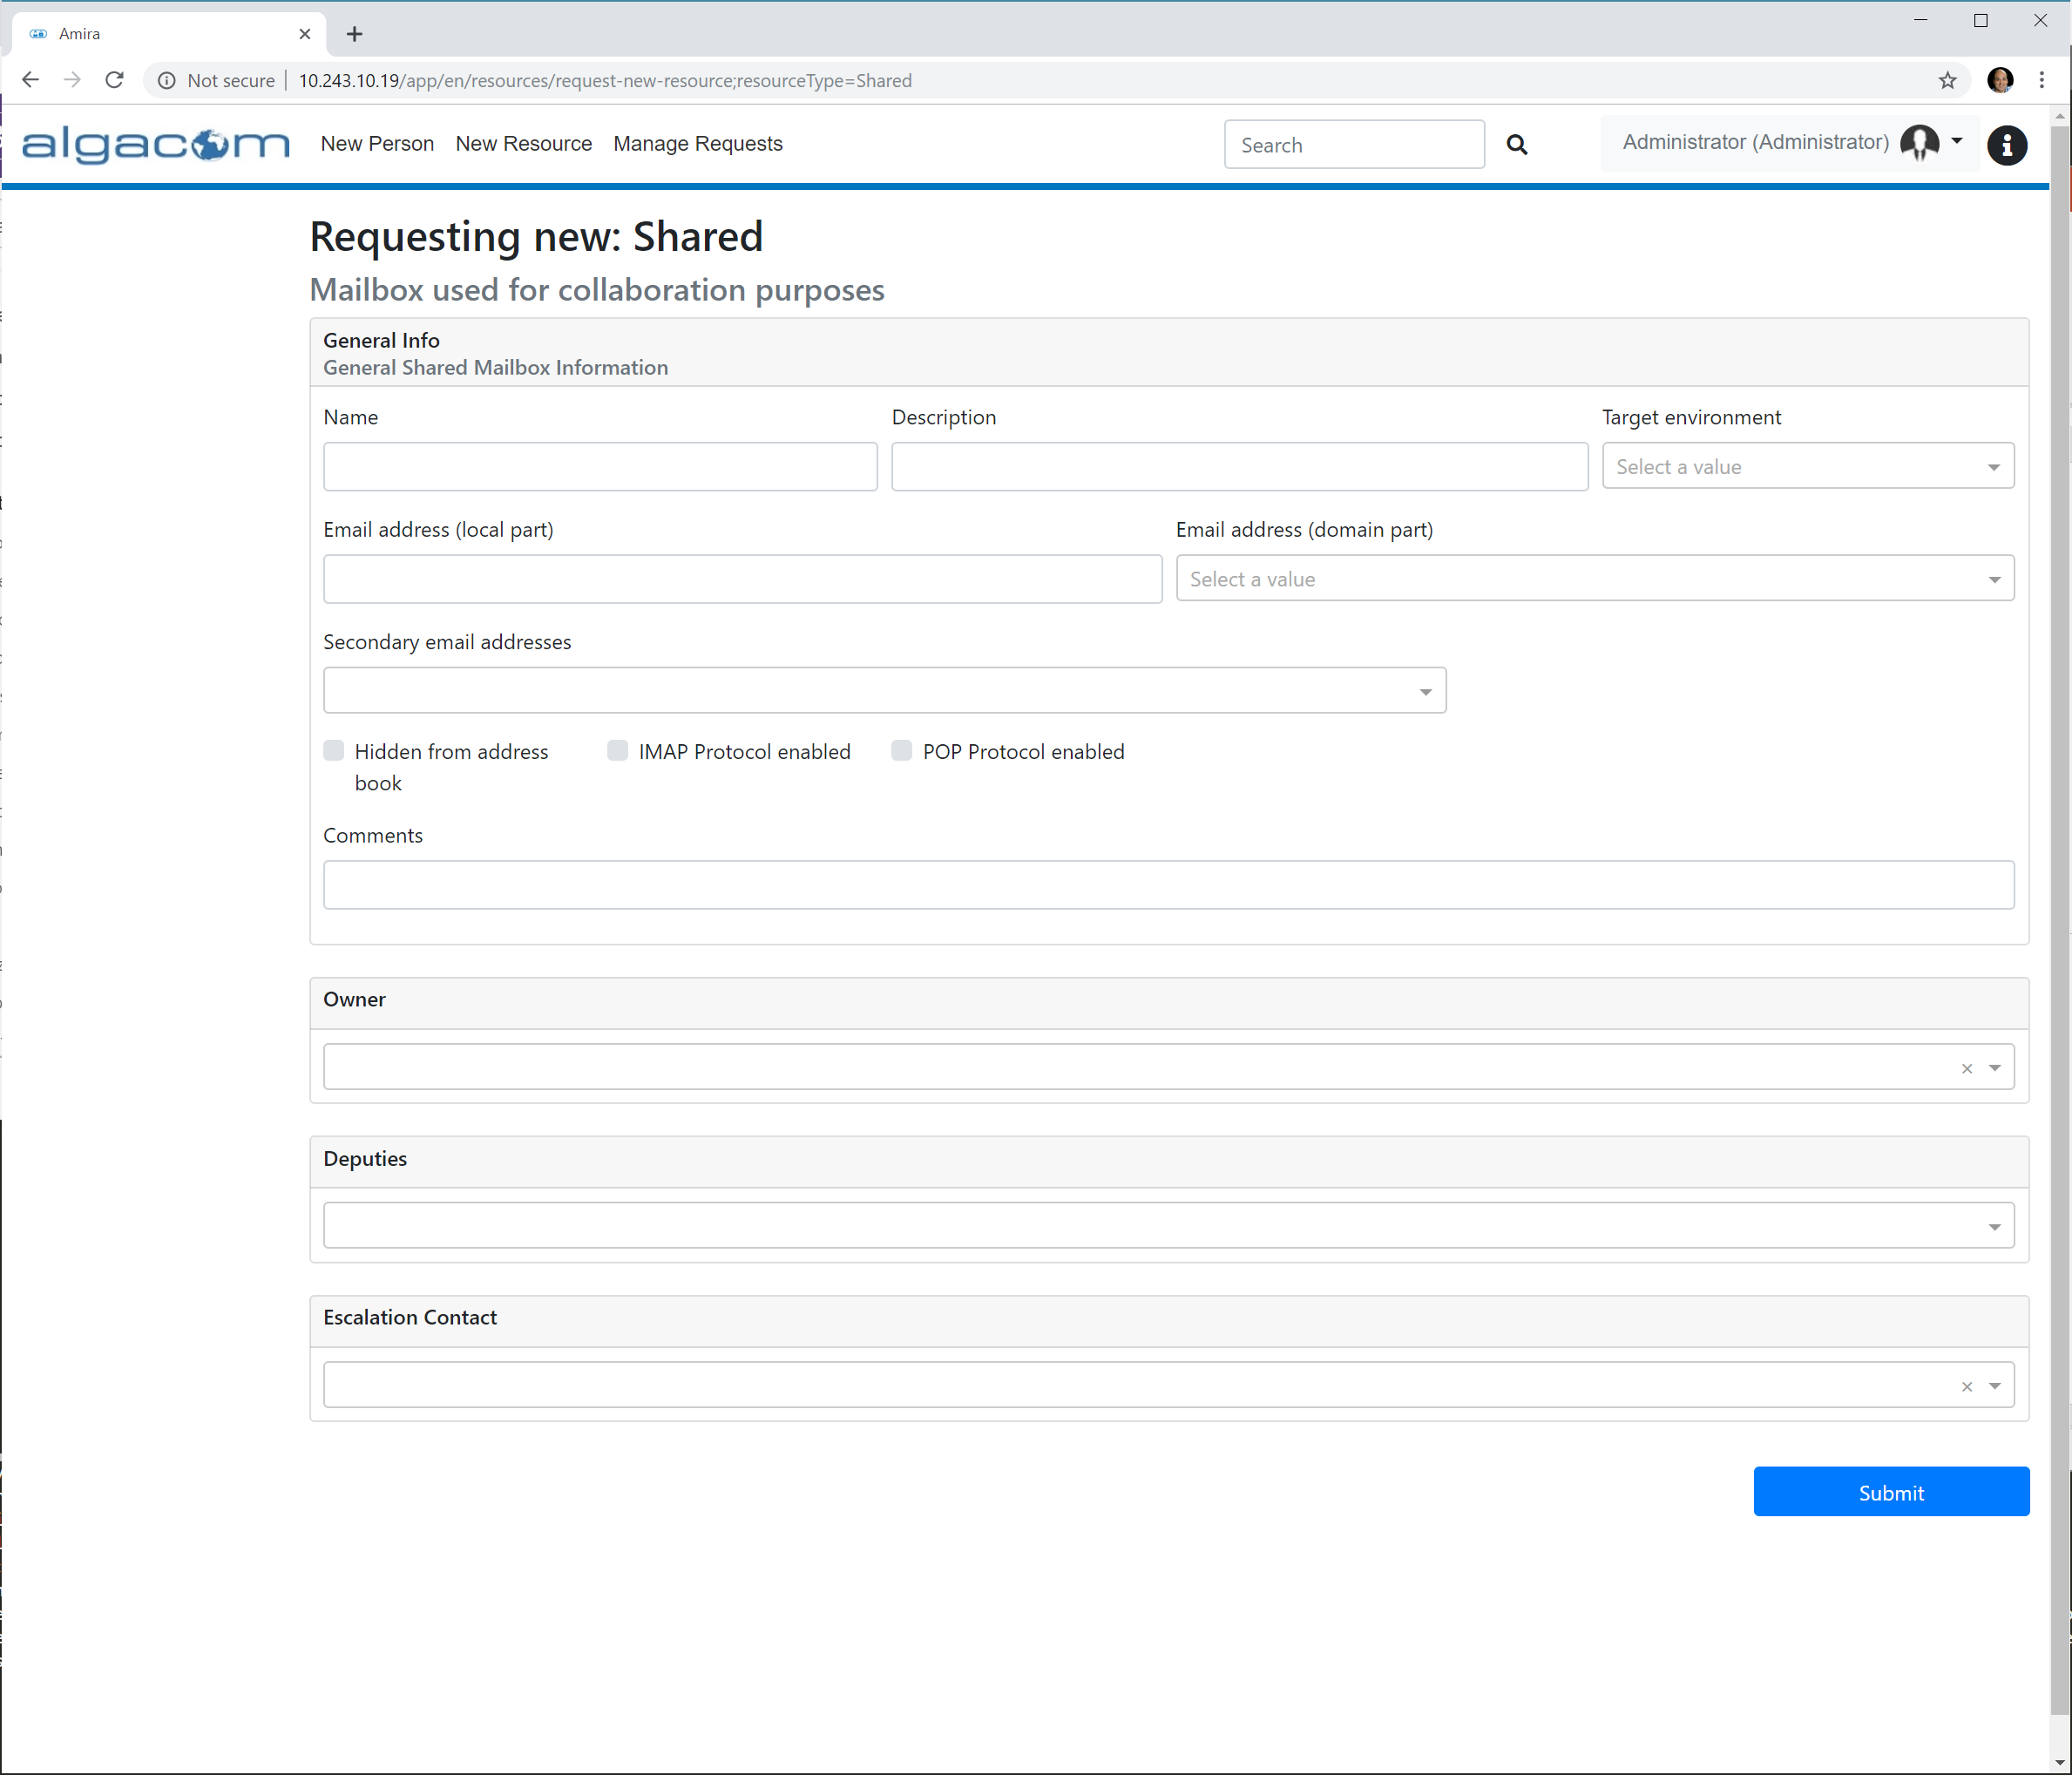 Amira
Not secure | 10.243.10.19/app/en/resources/request-new-resource;resourceType=Shared
algacom New Person New Resource Manage Requests Search Administrator (Administrator)
Requesting new: Shared
Mailbox used for collaboration purposes
General Info
General Shared Mailbox Information
Name Description Target environment
Select a value
Email address (local part) Email address (domain part)
Select a value
Secondary email addresses
Hidden from address book IMAP Protocol enabled POP Protocol enabled
Comments
Owner
Deputies
Escalation Contact
Submit